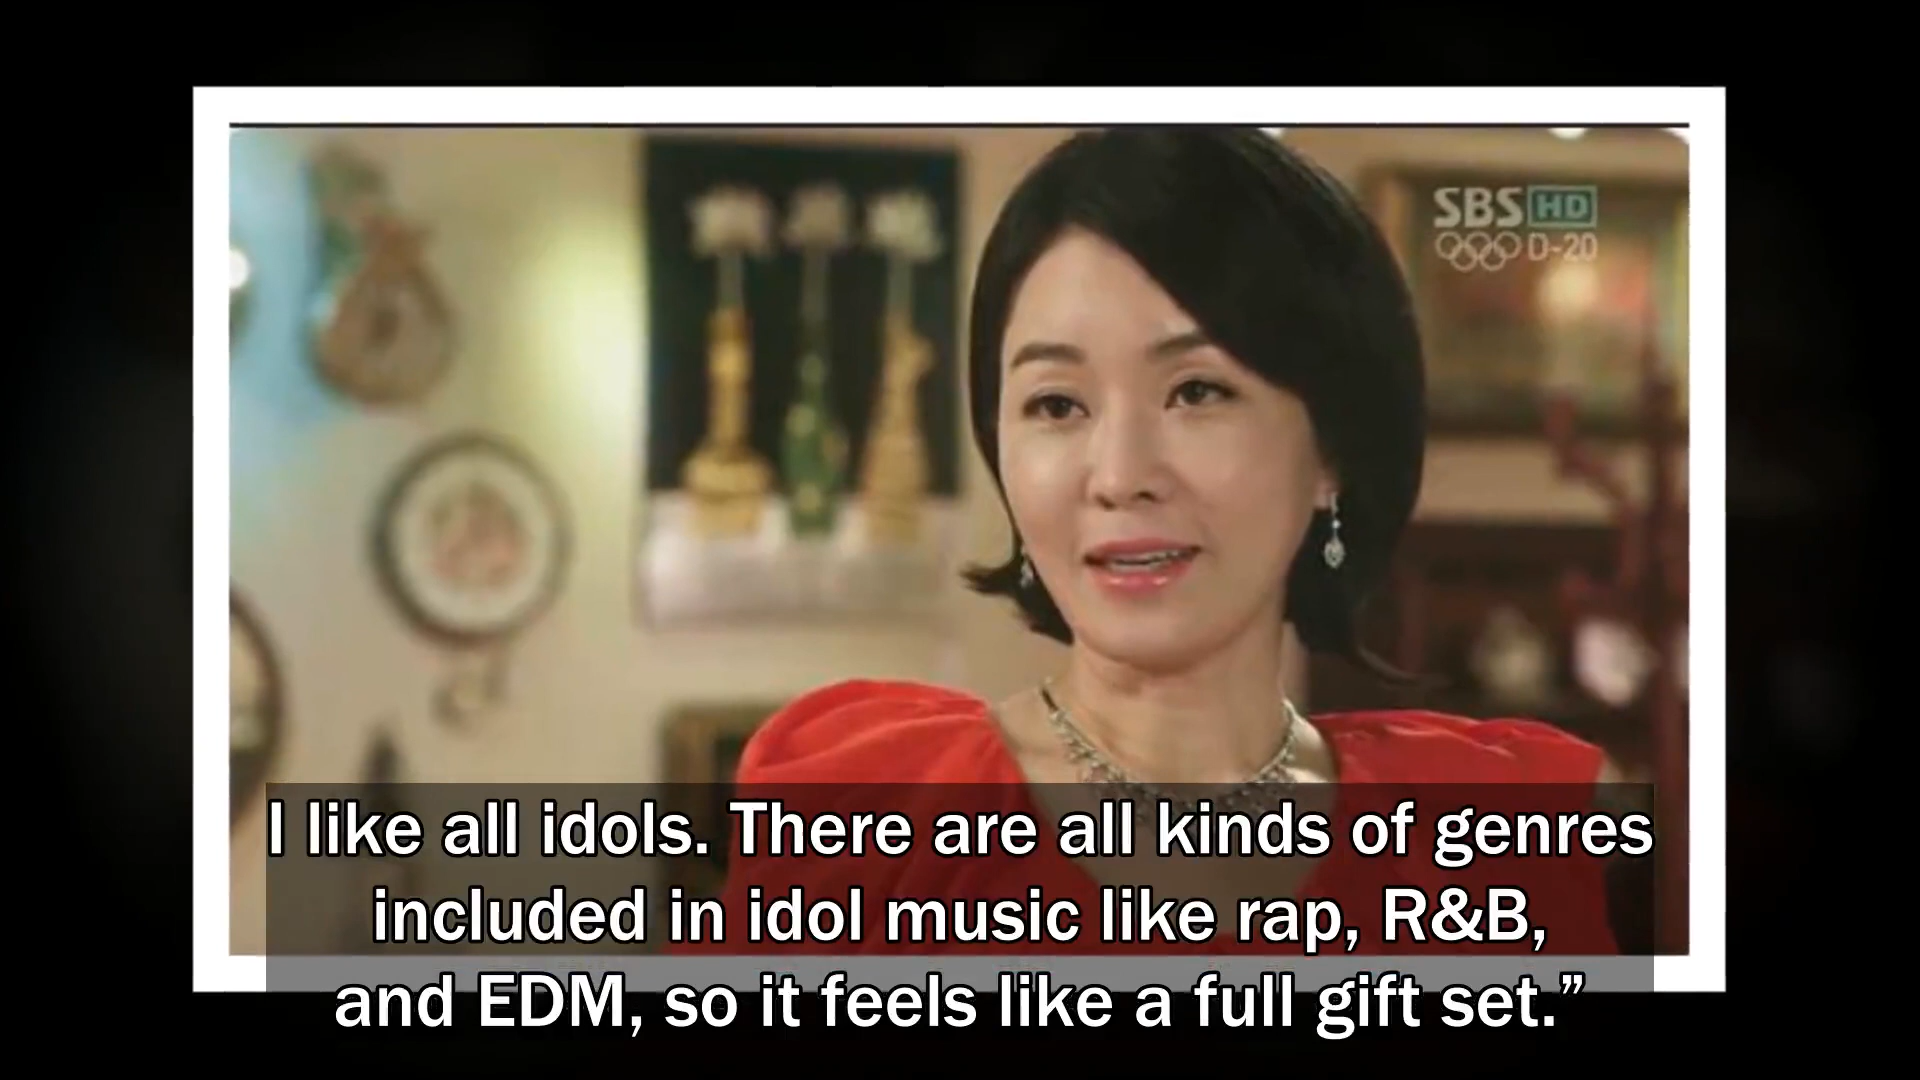 SBS HD
D-20
I like all idols. There are all kinds of genres
included in idol music like rap, R&B,
and EDM, so it feels like a full gift set.”